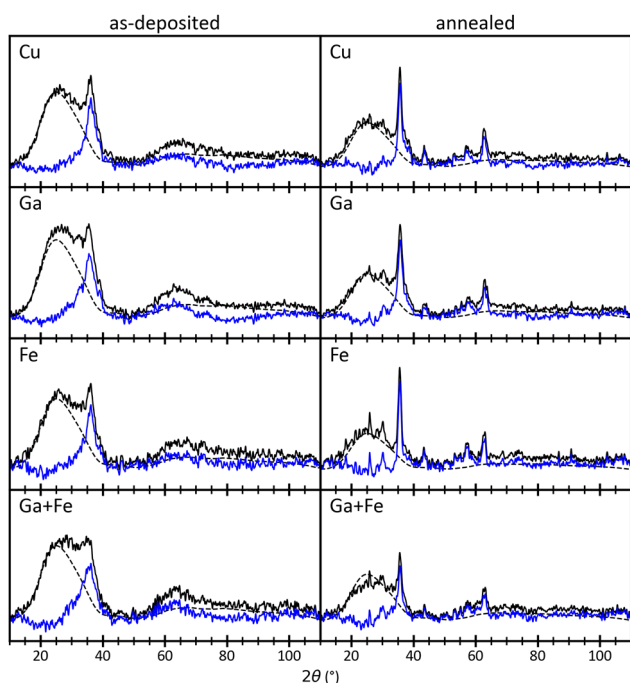 as-deposited annealed
Cu Cu
Ga Ga
Fe Fe
Ga+Fe Ga+Fe
20 40 60 80 100 20 40 60 80 100
2θ (°)